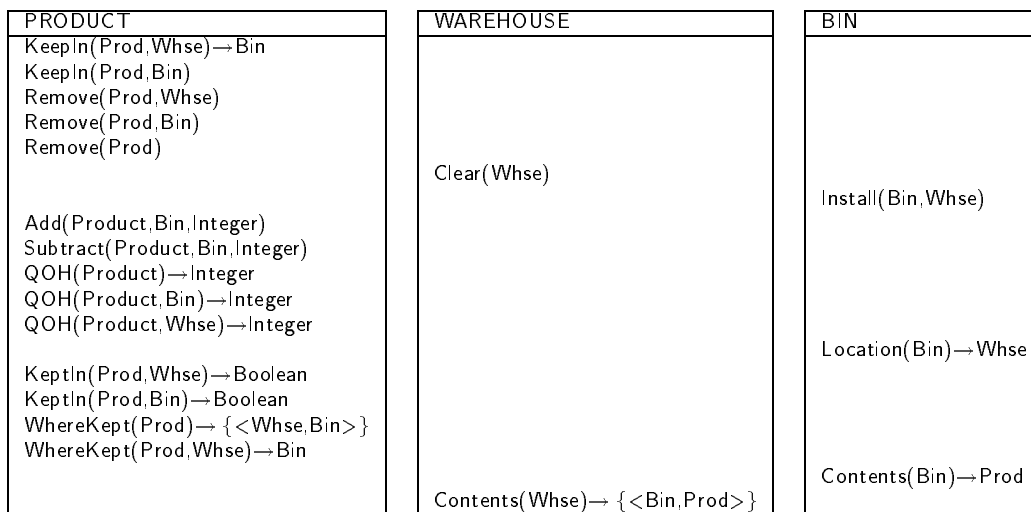 PRODUCT
KeepIn(Prod,Whse)→Bin
KeepIn(Prod,Bin)
Remove(Prod,Whse)
Remove(Prod,Bin)
Remove(Prod)
Add(Product,Bin,Integer)
Subtract(Product,Bin,Integer)
QOH(Product)→Integer
QOH(Product,Bin)→Integer
QOH(Product,Whse)→Integer
KeptIn(Prod,Whse)→Boolean
KeptIn(Prod,Bin)→Boolean
WhereKept(Prod)→ {<Whse,Bin>}
WhereKept(Prod,Whse)→Bin
WAREHOUSE
Clear(Whse)
Contents(Whse)→ {<Bin,Prod>}
BIN
Install(Bin,Whse)
Location(Bin)→Whse
Contents(Bin)→Prod